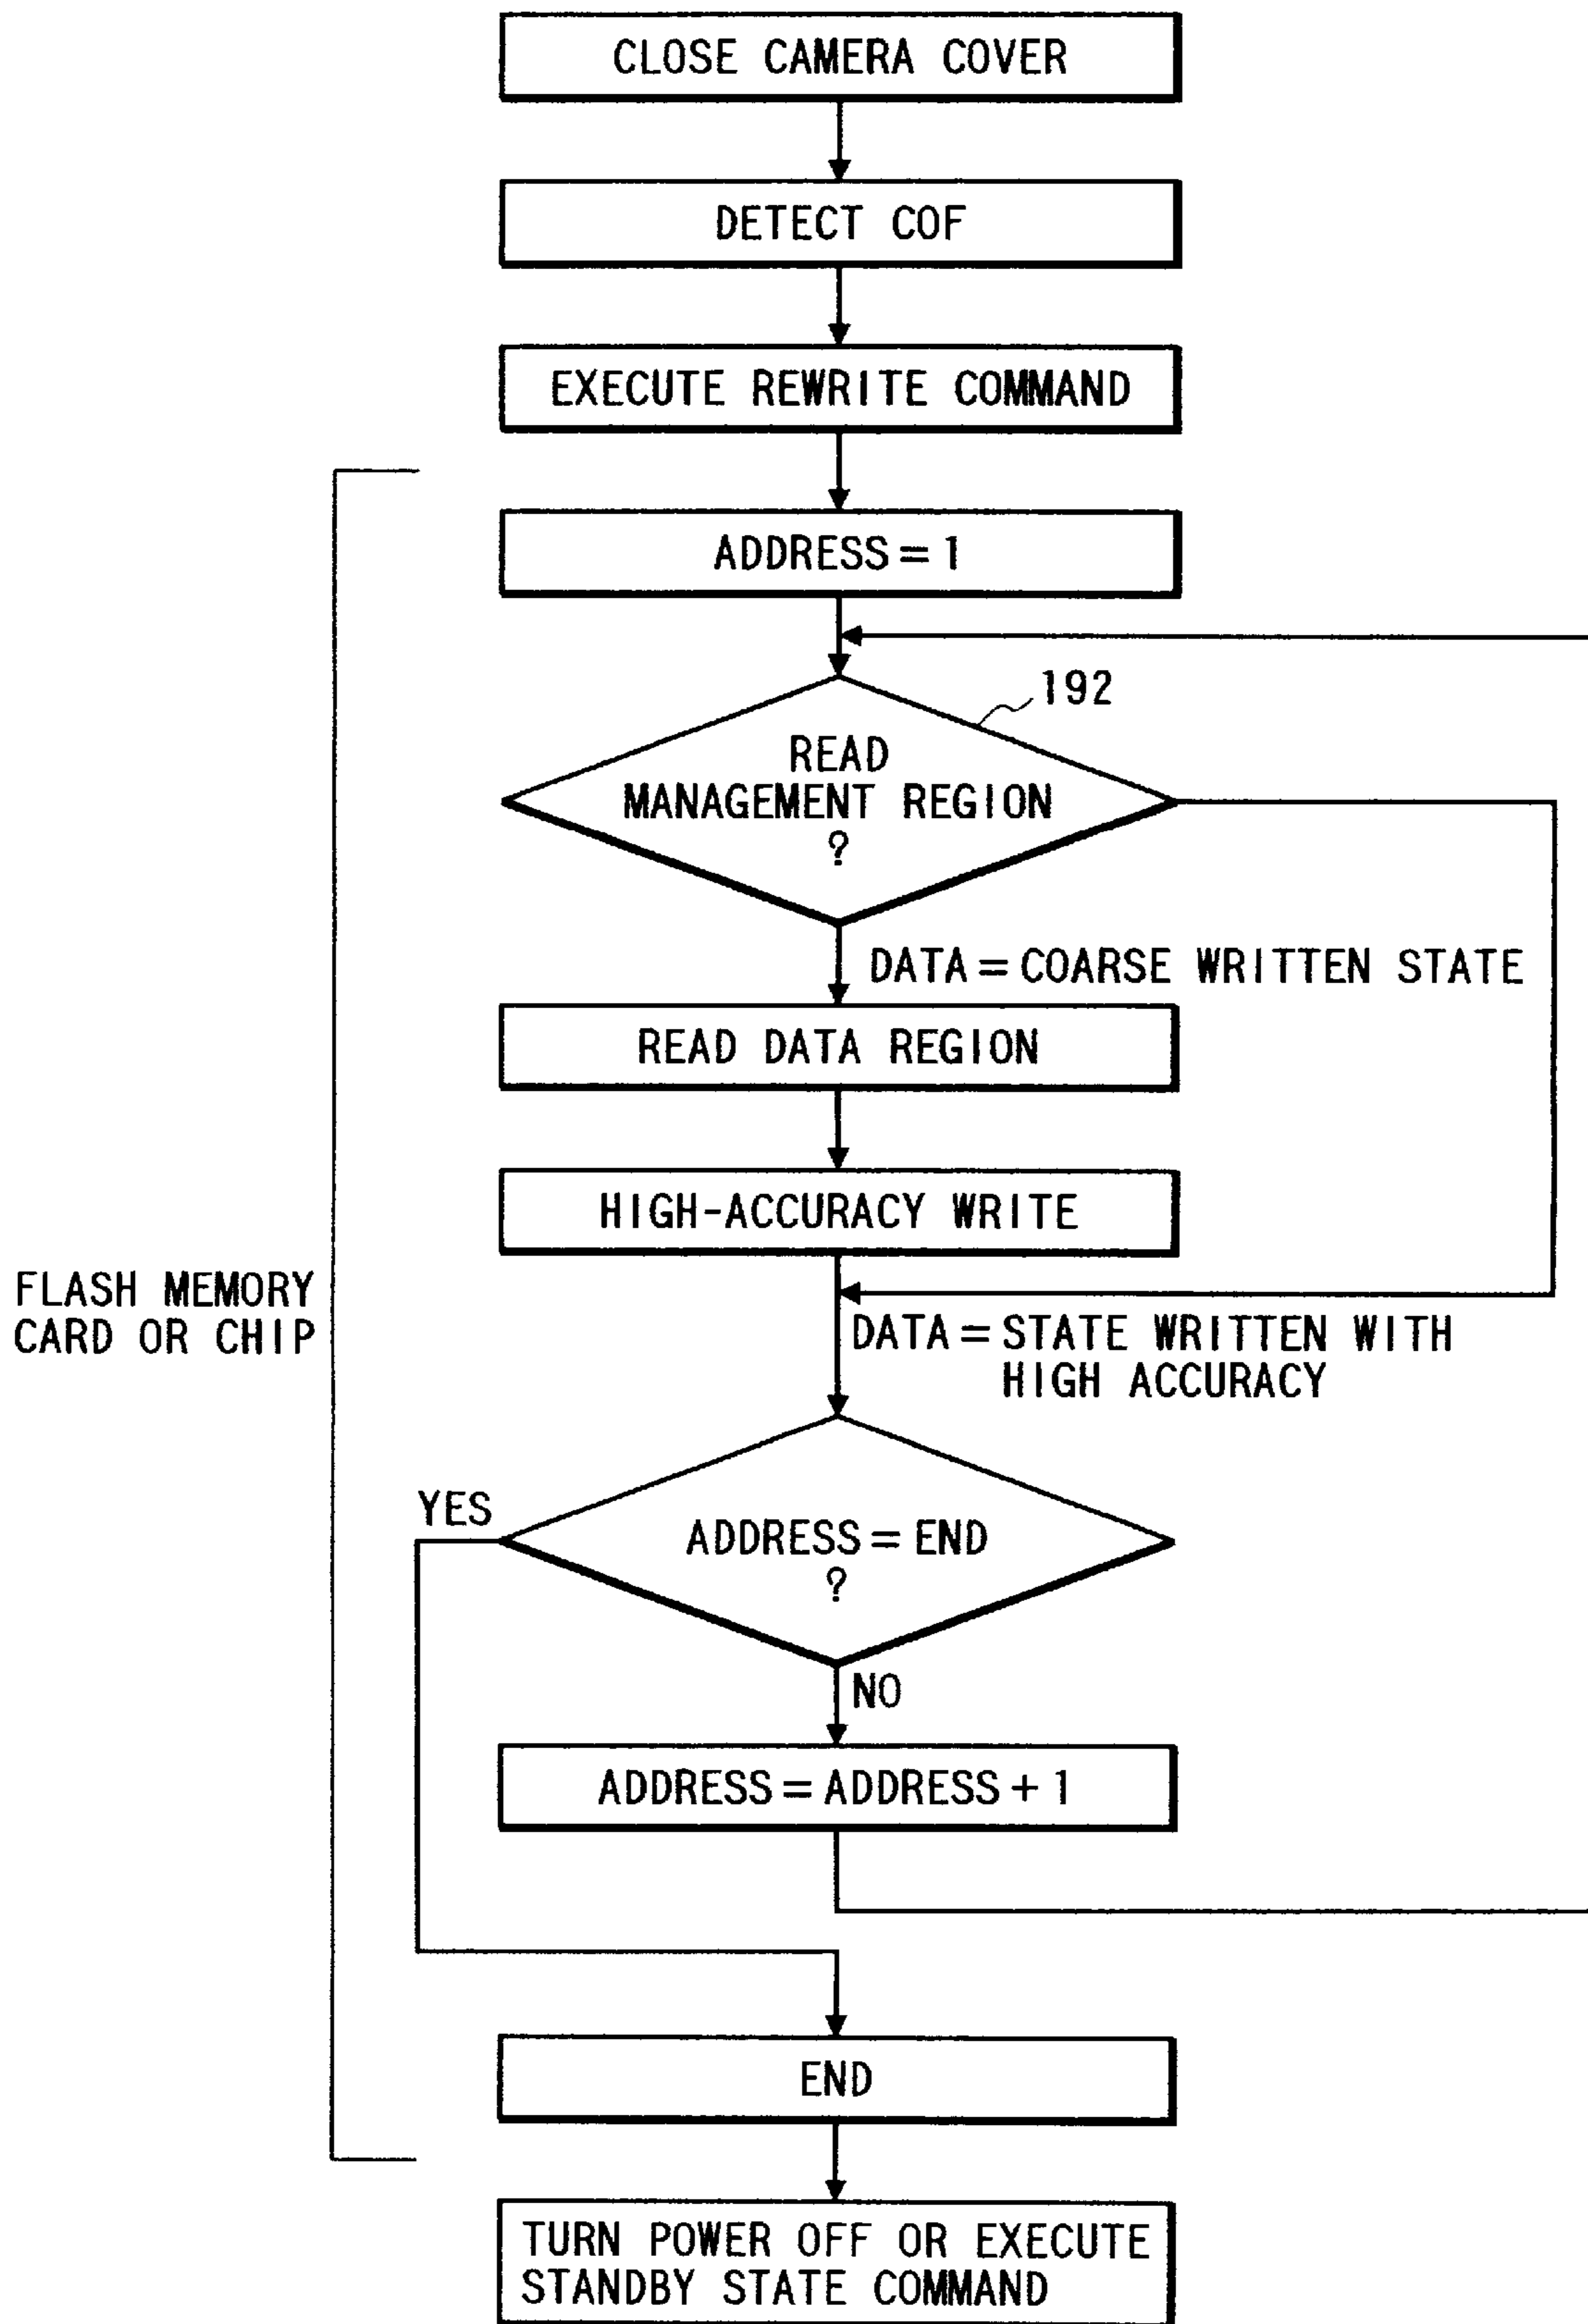 CLOSE CAMERA COVER
DETECT COF
EXECUTE REWRITE COMMAND
ADDRESS = 1
192
READ
MANAGEMENT REGION
?
DATA = COARSE WRITTEN STATE
READ DATA REGION
HIGH-ACCURACY WRITE
FLASH MEMORY
CARD OR CHIP
DATA = STATE WRITTEN WITH
HIGH ACCURACY
YES
ADDRESS = END
?
NO
ADDRESS = ADDRESS + 1
END
TURN POWER OFF OR EXECUTE
STANDBY STATE COMMAND